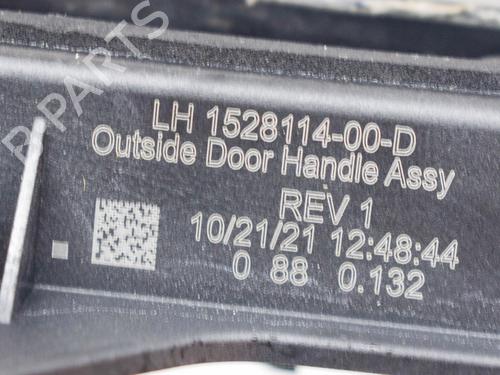 LH 1528114-00-D
Outside Door Handle Assy
REV 1
10/21/21 12:48:44
0 88 0.132
B-PARTS